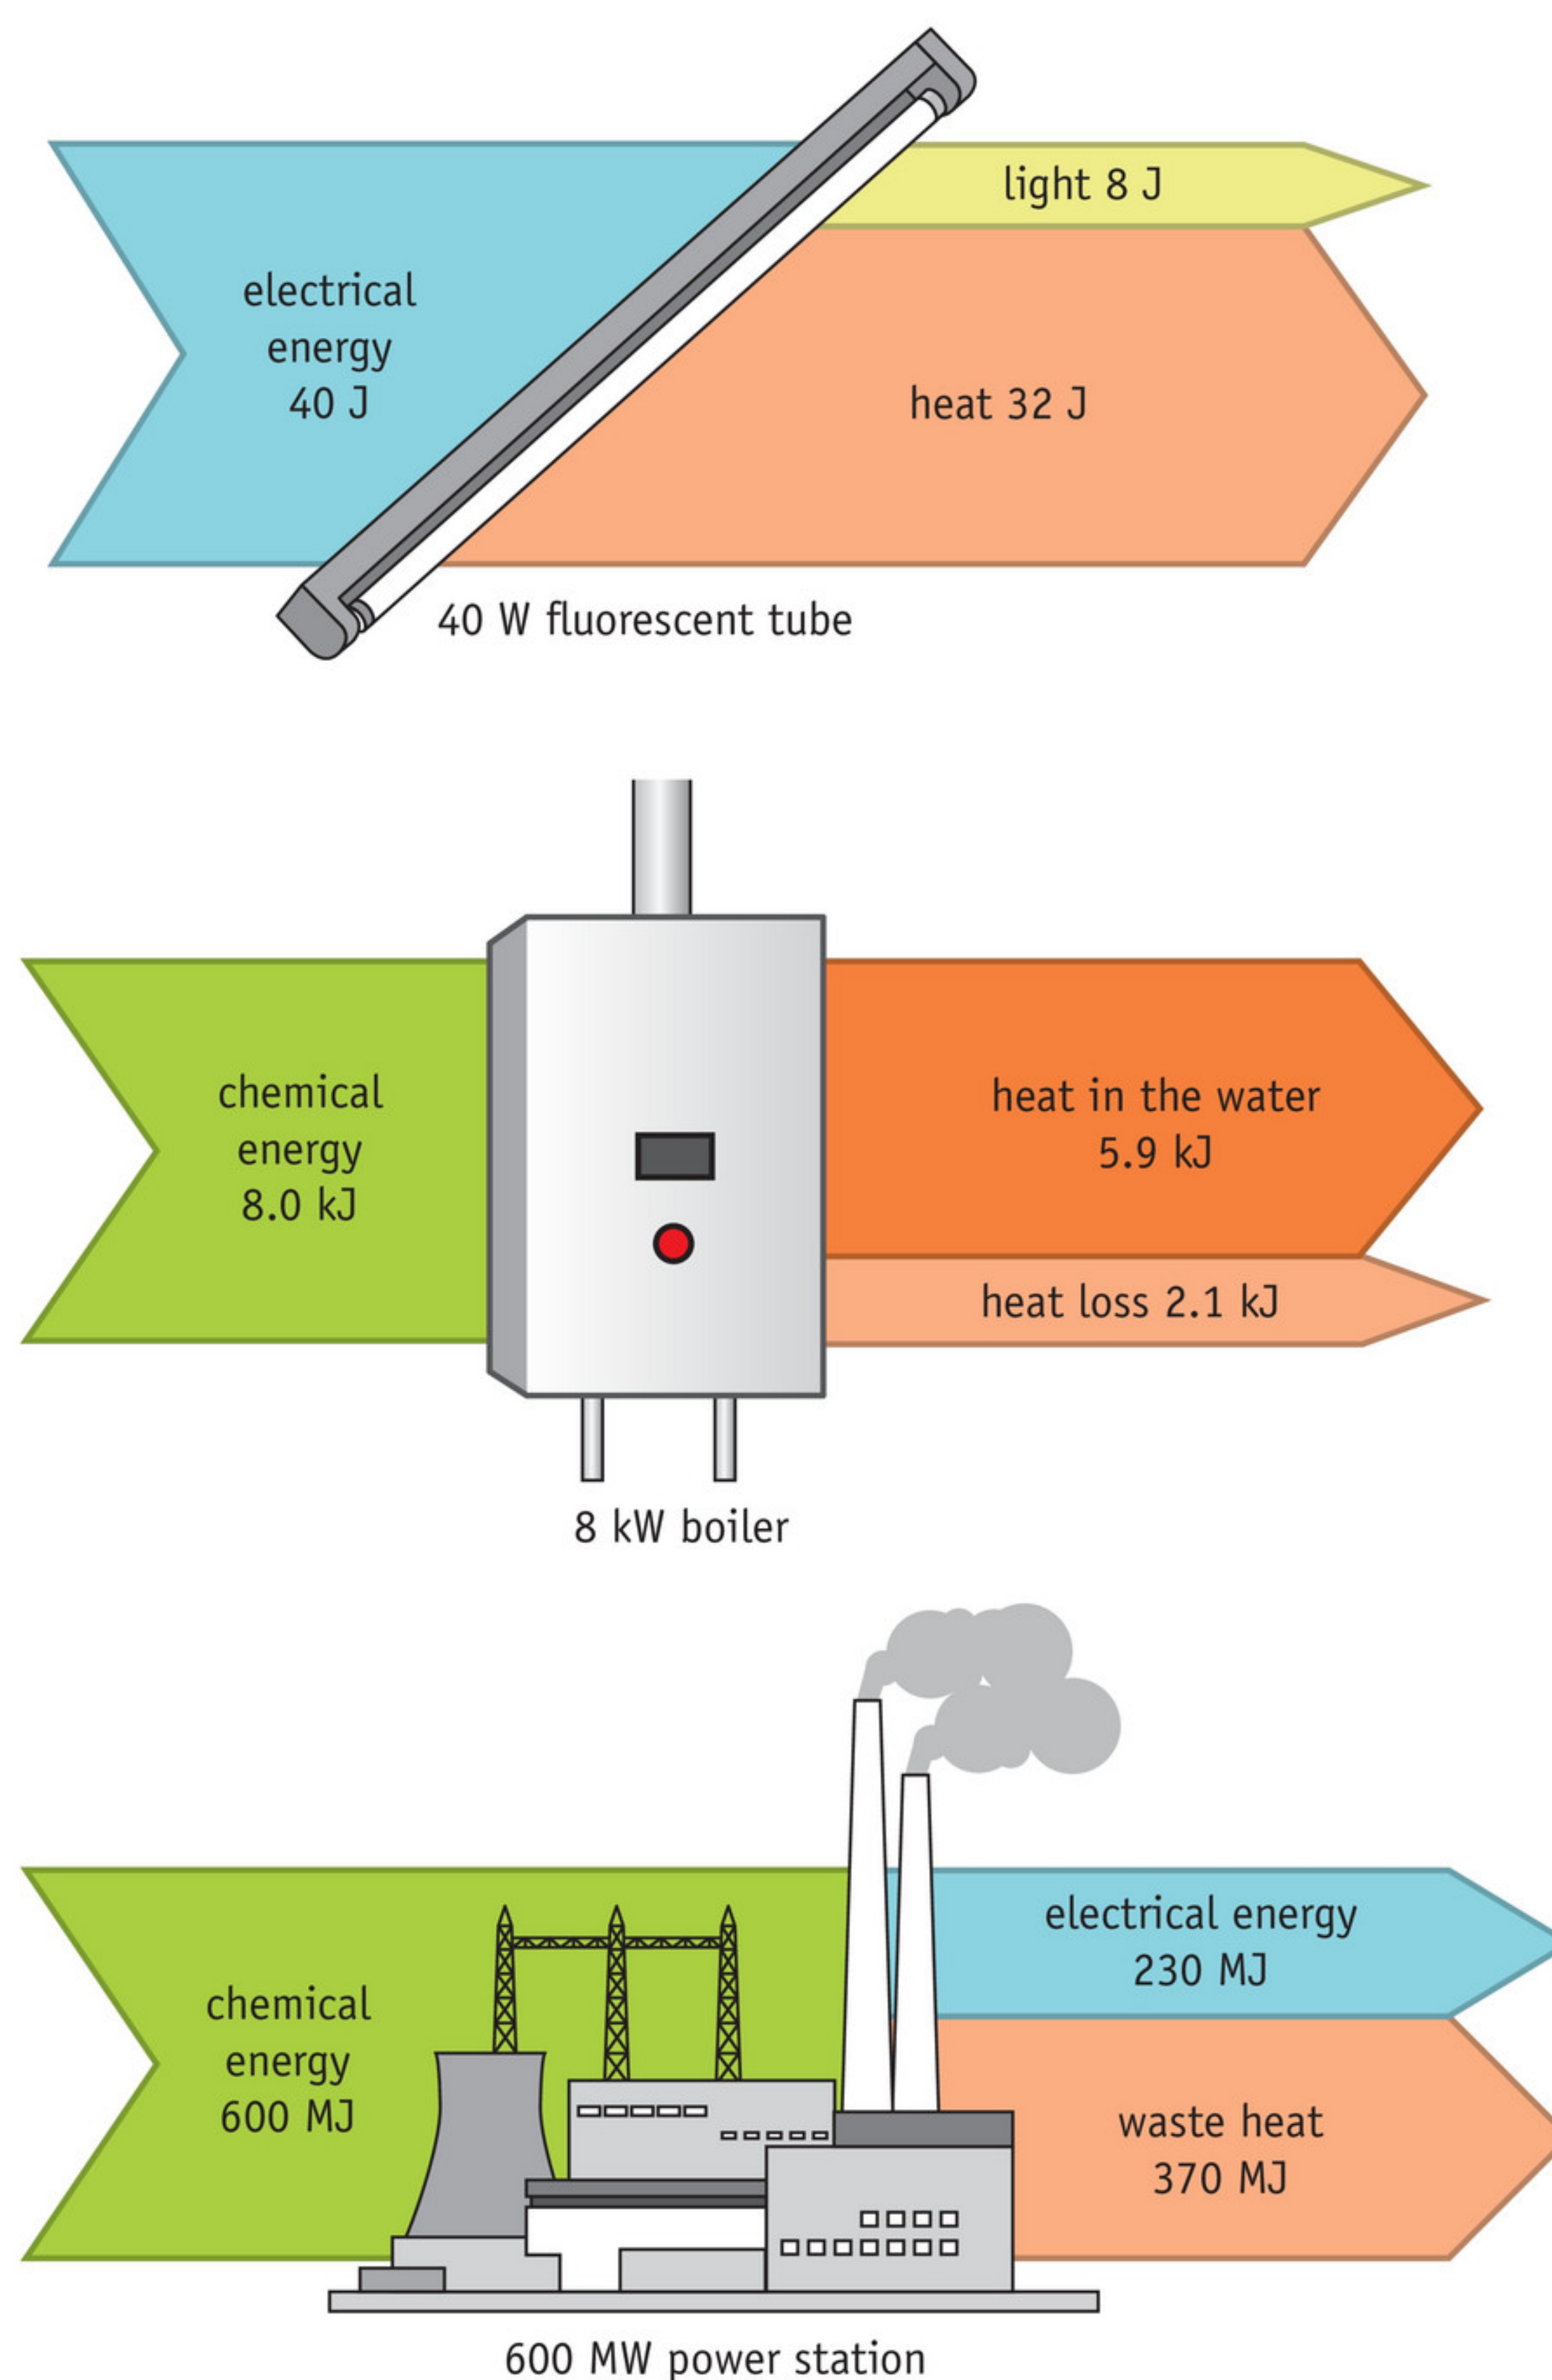 light 8 J
electrical
energy
40 J
heat 32 J
40 W fluorescent tube
chemical
energy
8.0 kJ
heat in the water
5.9 kJ
heat loss 2.1 kJ
8 kW boiler
electrical energy
230 MJ
chemical
energy
600 MJ
waste heat
370 MJ
600 MW power station